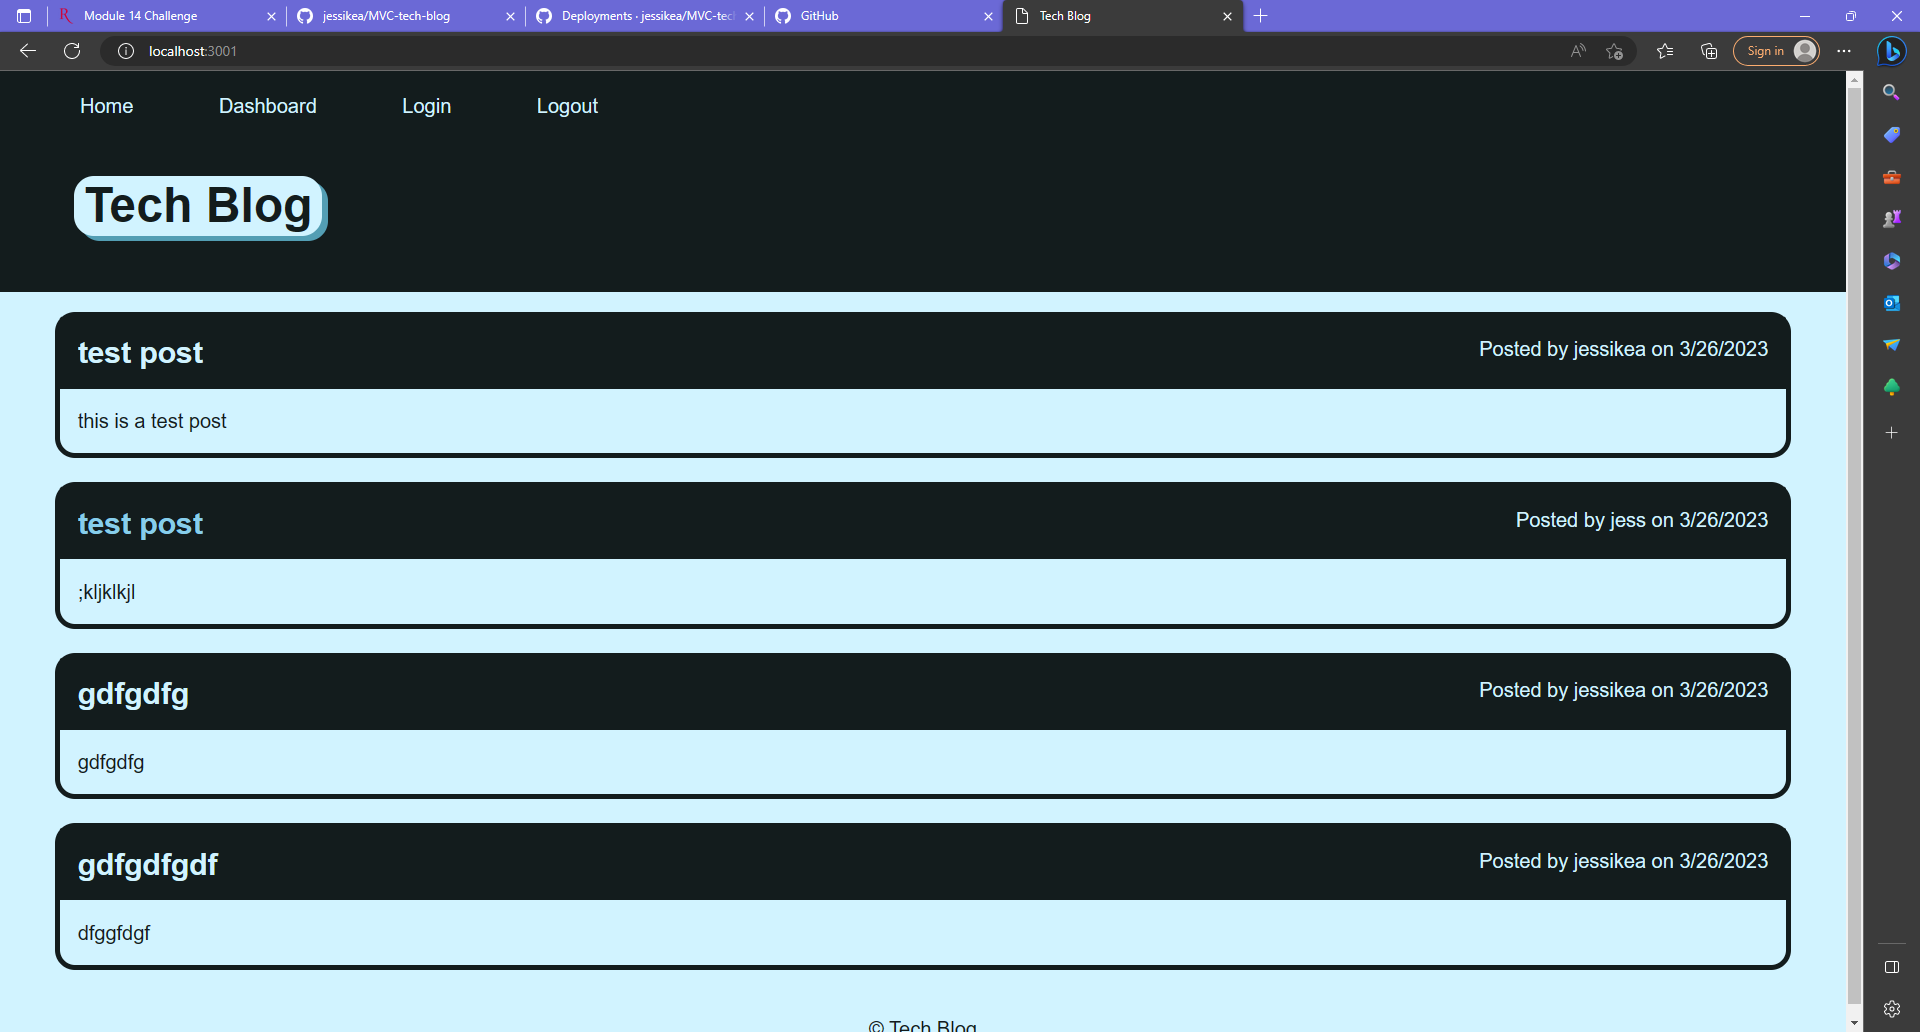 Module 14 Challenge
jessikea/MVC-tech-blog
Deployments · jessikea/MVC-tec
GitHub
Tech Blog
localhost:3001
Sign in
Home Dashboard Login Logout
Tech Blog
test post
Posted by jessikea on 3/26/2023
this is a test post
test post
Posted by jess on 3/26/2023
;kljklkjl
gdfgdfg
Posted by jessikea on 3/26/2023
gdfgdfg
gdfgdfgdf
Posted by jessikea on 3/26/2023
dfggfdgf
© Tech Blog